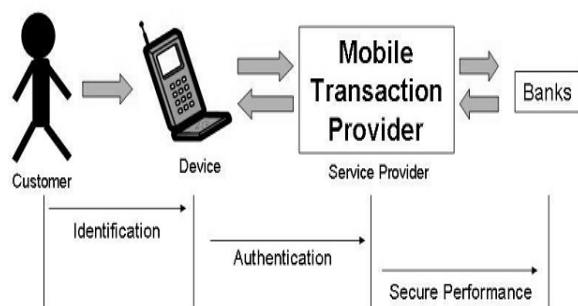 Mobile
Transaction
Provider
Banks
Customer
Device
Service Provider
Identification
Authentication
Secure Performance